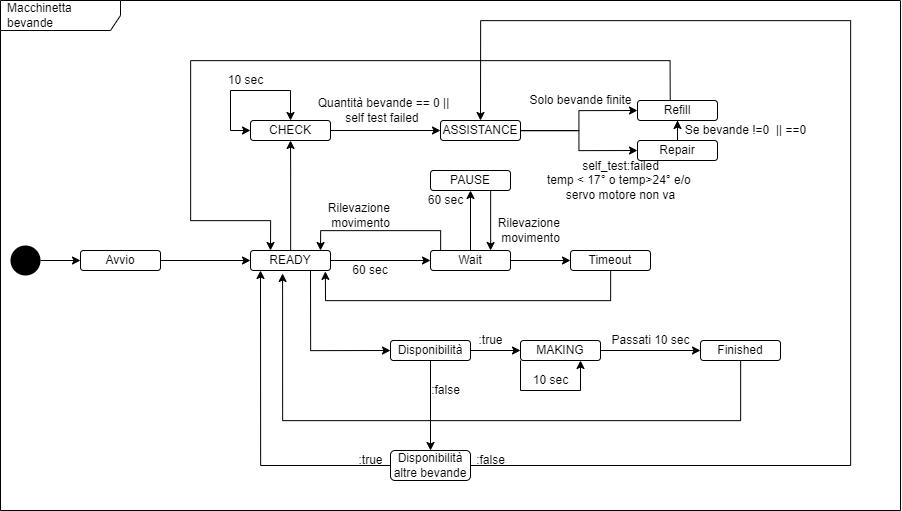 Macchinetta
bevande
10 sec
CHECK
Quantità bevande == 0 ||
self test failed
ASSISTANCE
Solo bevande finite
Refill
Se bevande !=0  || ==0
Repair
self_test:failed
temp < 17° o temp>24° e/o
servo motore non va
PAUSE
60 sec
Rilevazione
movimento
Rilevazione
movimento
Avvio
READY
60 sec
Wait
Timeout
Disponibilità
:true
MAKING
Passati 10 sec
Finished
10 sec
:false
:true
Disponibilità
altre bevande
:false